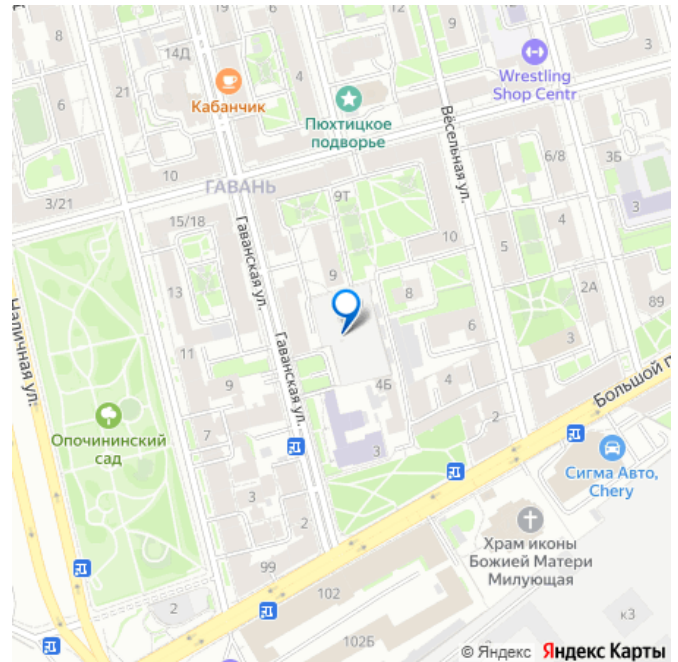 8
14Д
12
9
3
Wrestling
Shop Centr
6
21
Кабанчик
Пюхтицкое
подворье
Весельная ул.
10
ГАВАНЬ
9Т
6/8
3Б
3/21
15/18
3
4
Гаванская ул.
10
5
13
9
8
2А
89
Наличная ул.
6
3
11
Гаванская ул.
9
4Б
4
Большой п
Опочининский
сад
7
2
3
Сигма Авто,
Chery
3
2
Храм иконы
Божией Матери
Милующая
99
2
102
к3
102Б
© Яндекс Яндекс Карты